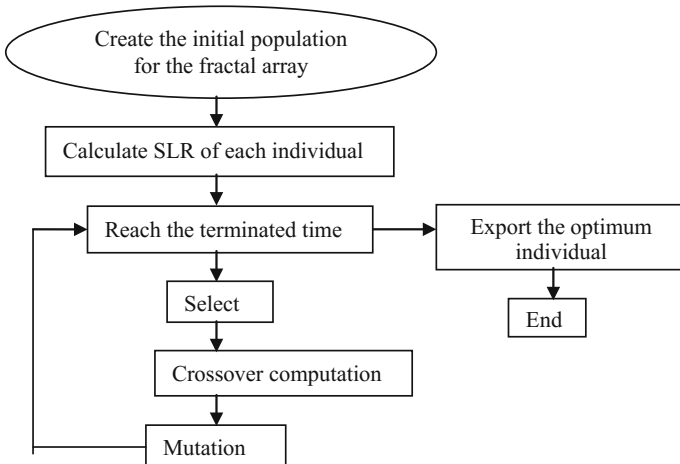 Create the initial population
for the fractal array
Calculate SLR of each individual
Reach the terminated time
Export the optimum
individual
Select
End
Crossover computation
Mutation